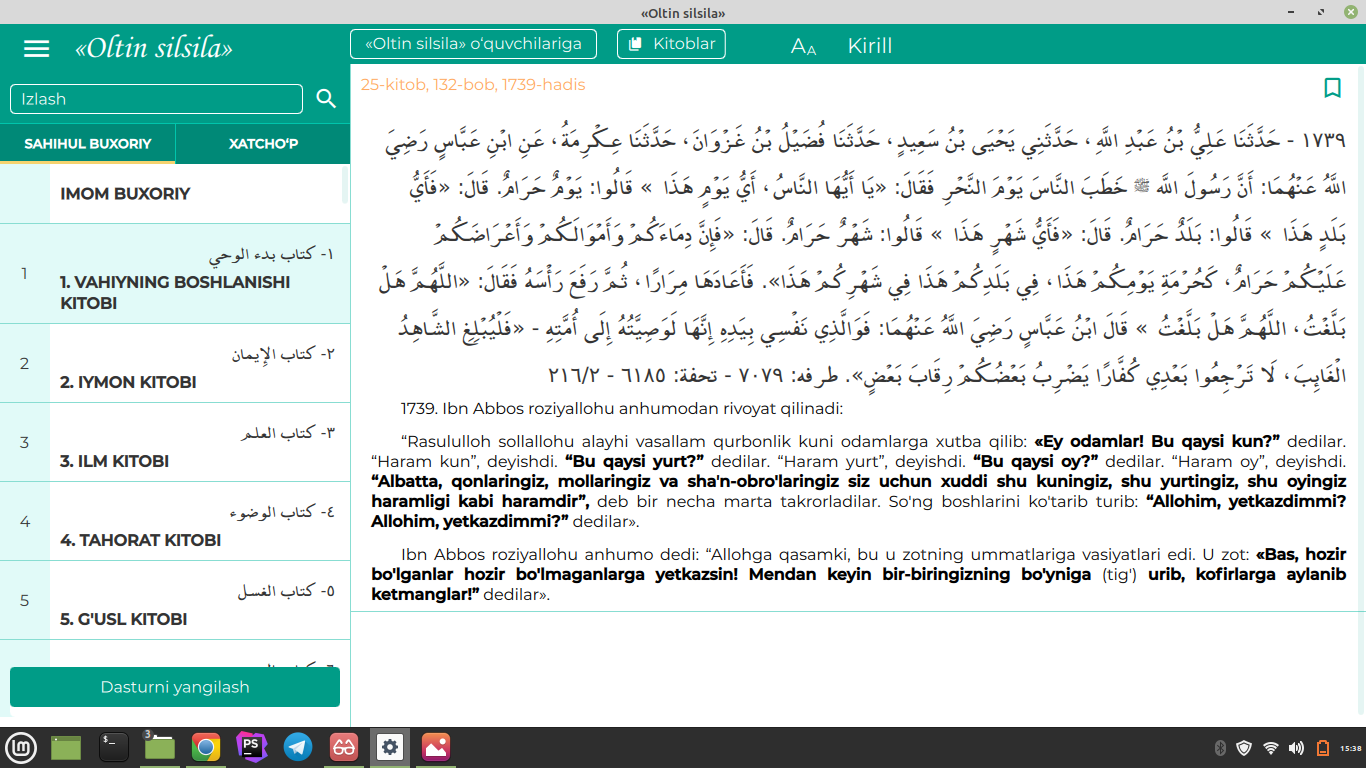 «Oltin silsila»
«Oltin silsila»
«Oltin silsila» o‘quvchilariga
Kitoblar
AA
Kirill
Izlash
SAHIHUL BUXORIY
XATCHO‘P
IMOM BUXORIY
1
١- كتاب بدء الوحي
1. VAHIYNING BOSHLANISHI
KITOBI
2
٢- كتاب الإيمان
2. IYMON KITOBI
3
٣- كتاب العلم
3. ILM KITOBI
4
٤- كتاب الوضوء
4. TAHORAT KITOBI
5
٥- كتاب الغسل
5. G'USL KITOBI
Dasturni yangilash
25-kitob, 132-bob, 1739-hadis
١٧٣٩ - حَدَّثَنَا عَلِيُّ بْنُ عَبْدِ اللَّهِ، حَدَّثَنِي يَحْيَى بْنُ سَعِيدٍ، حَدَّثَنَا فُضَيْلُ بْنُ غَزْوَانَ، حَدَّثَنَا عِكْرِمَةُ، عَنِ ابْنِ عَبَّاسٍ رَضِيَ
اللَّهُ عَنْهُمَا: أَنَّ رَسُولَ اللَّه ﷺ خَطَبَ النَّاسَ يَوْمَ النَّحْرِ فَقَالَ: «يَا أَيُّهَا النَّاسُ، أَيُّ يَوْمٍ هَذَا » قَالُوا: يَوْمٌ حَرَامٌ. قَالَ: «فَأَيُّ
بَلَدٍ هَذَا » قَالُوا: بَلَدٌ حَرَامٌ. قَالَ: «فَأَيُّ شَهْرٍ هَذَا » قَالُوا: شَهْرٌ حَرَامٌ. قَالَ: «فَإِنَّ دِمَاءَكُمْ وَأَمْوَالَكُمْ وَأَعْرَاضَكُمْ
عَلَيْكُمْ حَرَامٌ، كَحُرْمَةِ يَوْمِكُمْ هَذَا، فِي بَلَدِكُمْ هَذَا فِي شَهْرِكُمْ هَذَا». فَأَعَادَهَا مِرَارًا، ثُمَّ رَفَعَ رَأْسَهُ فَقَالَ: «اللَّهُمَّ هَلْ
بَلَّغْتُ، اللَّهُمَّ هَلْ بَلَّغْتُ » قَالَ ابْنُ عَبَّاسٍ رَضِيَ اللَّهُ عَنْهُمَا: فَوَالَّذِي نَفْسِي بِيَدِهِ إِنَّهَا لَوَصِيَّتُهُ إِلَى أُمَّتِهِ - «فَلْيُبْلِغِ الشَّاهِدُ
الْغَائِبَ، لَا تَرْجِعُوا بَعْدِي كُفَّارًا يَضْرِبُ بَعْضُكُمْ رِقَابَ بَعْضٍ». طرفه: ٧٠٧٩ - تحفة: ٦١٨٥ - ٢١٦/٢
1739. Ibn Abbos roziyallohu anhumodan rivoyat qilinadi:
“Rasululloh sollallohu alayhi vasallam qurbonlik kuni odamlarga xutba qilib: «Ey odamlar! Bu qaysi kun?” dedilar.
“Haram kun”, deyishdi. “Bu qaysi yurt?” dedilar. “Haram yurt”, deyishdi. “Bu qaysi oy?” dedilar. “Haram oy”, deyishdi.
“Albatta, qonlaringiz, mollaringiz va sha'n-obro'laringiz siz uchun xuddi shu kuningiz, shu yurtingiz, shu oyingiz
haramligi kabi haramdir”, deb bir necha marta takrorladilar. So'ng boshlarini ko'tarib turib: “Allohim, yetkazdimmi?
Allohim, yetkazdimmi?” dedilar».
Ibn Abbos roziyallohu anhumo dedi: “Allohga qasamki, bu u zotning ummatlariga vasiyatlari edi. U zot: «Bas, hozir
bo'lganlar hozir bo'lmaganlarga yetkazsin! Mendan keyin bir-biringizning bo'yniga (tig') urib, kofirlarga aylanib
ketmanglar!” dedilar».
3
PS
15:38